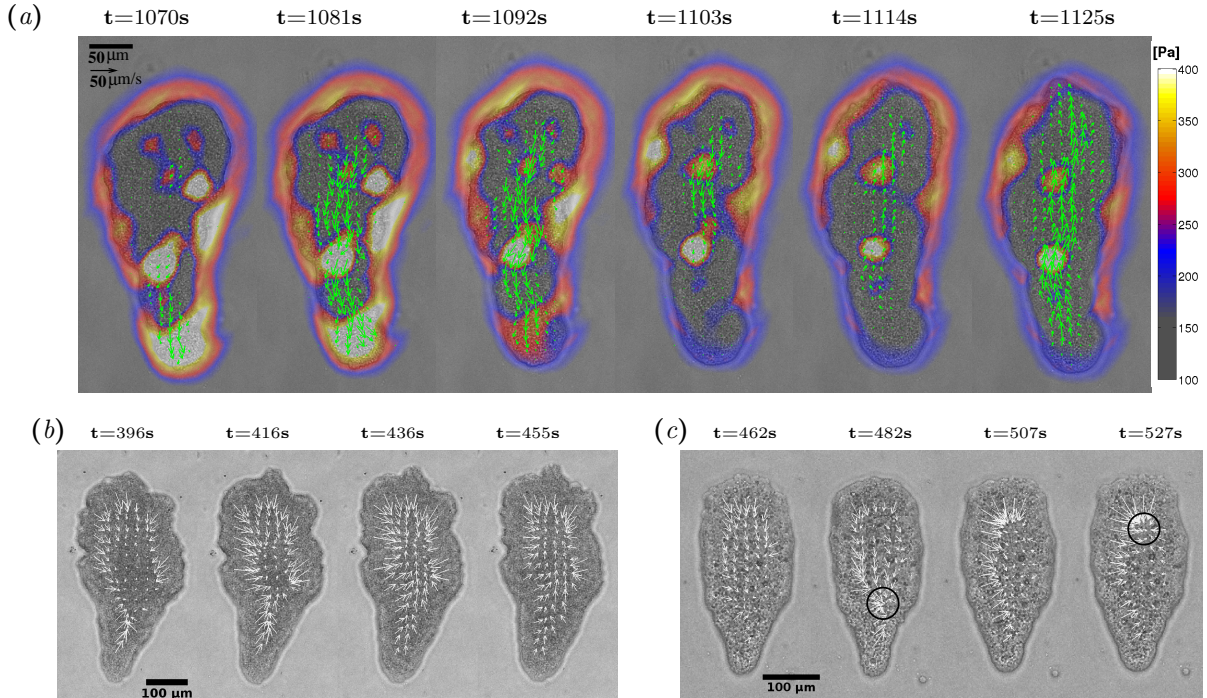 (a) t=1070s t=1081s t=1092s t=1103s t=1114s t=1125s
50μm
50μm/s
[Pa]
400
350
300
250
200
150
100
(b) t=396s t=416s t=436s t=455s
100 μm
(c) t=462s t=482s t=507s t=527s
100 μm